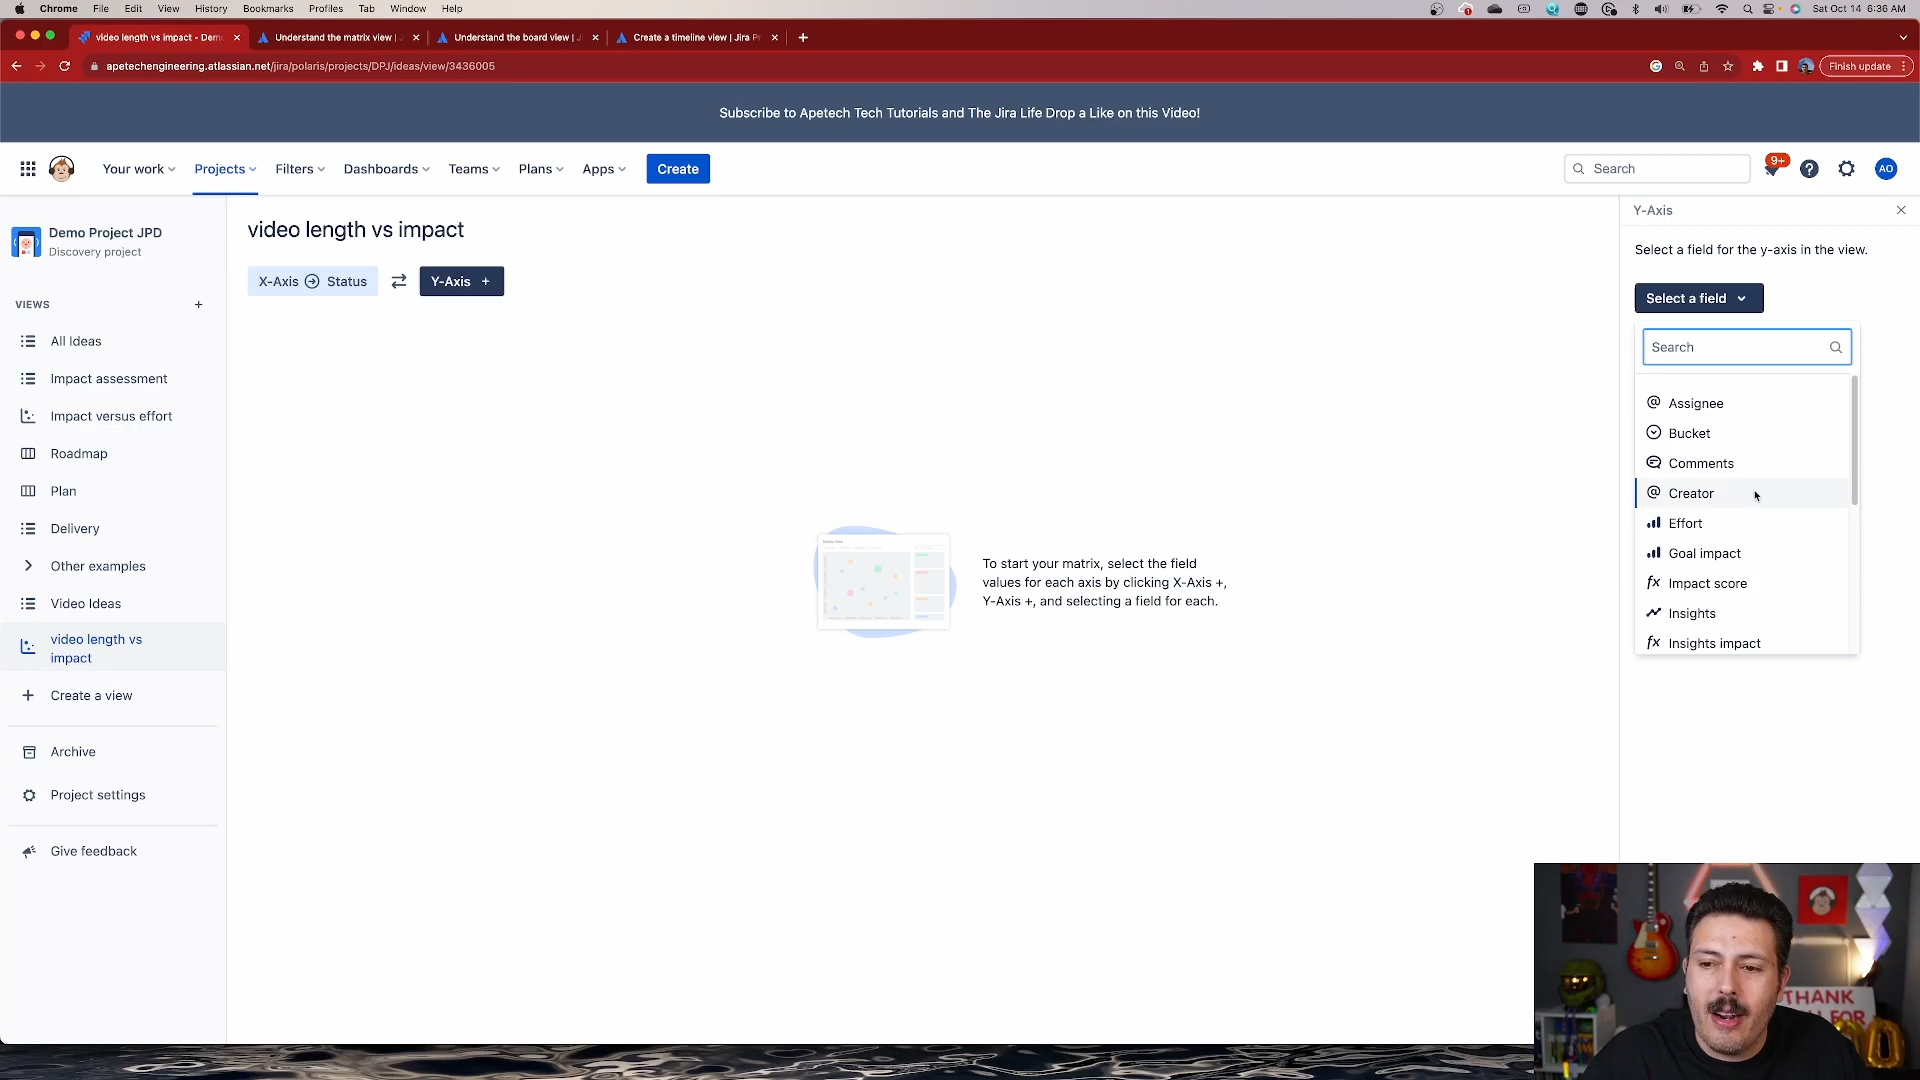 Chrome File Edit View History Bookmarks Profiles Tab Window Help
Sat Oct 14 6:36 AM
video length vs impact - Demo
Understand the matrix view |
Understand the board view | J
Create a timeline view | Jira Pr
apetechengineering.atlassian.net/jira/polaris/projects/DPJ/ideas/view/3436005
Finish update
Subscribe to Apetech Tech Tutorials and The Jira Life Drop a Like on this Video!
Your work Projects Filters Dashboards Teams Plans Apps Create
Search
9+
AO
Demo Project JPD
Discovery project
VIEWS
All Ideas
Impact assessment
Impact versus effort
Roadmap
Plan
Delivery
Other examples
Video Ideas
video length vs
impact
Create a view
Archive
Project settings
Give feedback
video length vs impact
X-Axis Status
Y-Axis +
To start your matrix, select the field
values for each axis by clicking X-Axis +,
Y-Axis +, and selecting a field for each.
Y-Axis
Select a field for the y-axis in the view.
Select a field
Search
Assignee
Bucket
Comments
Creator
Effort
Goal impact
fx Impact score
Insights
fx Insights impact
THANK
FOR